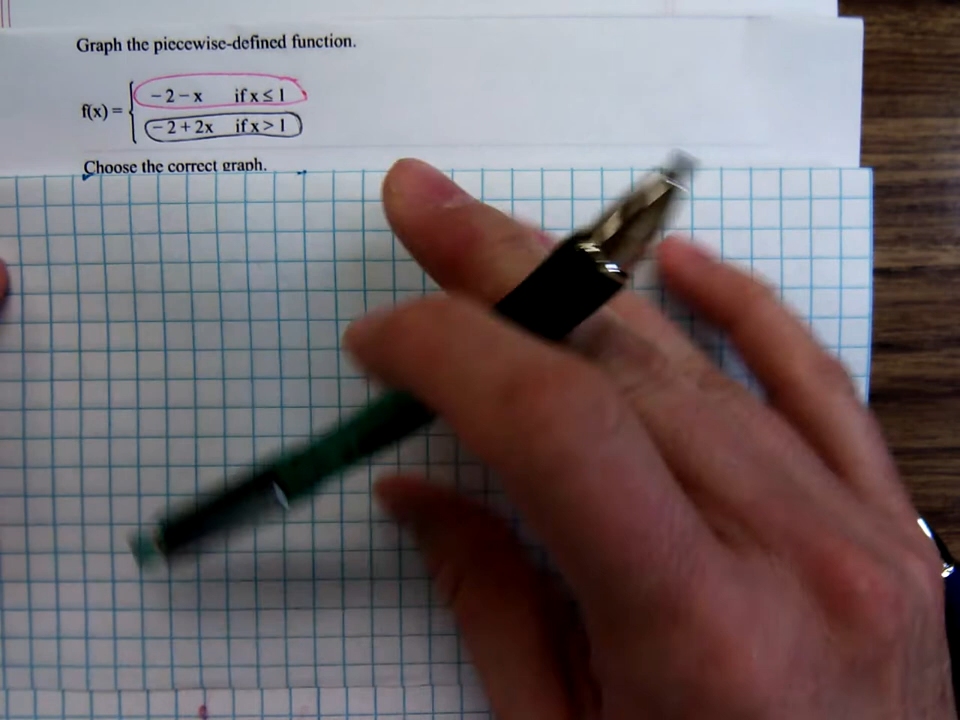 Graph the piecewise-defined function.
f(x) = { −2 − x if x ≤ 1
−2 + 2x if x > 1
Choose the correct graph.